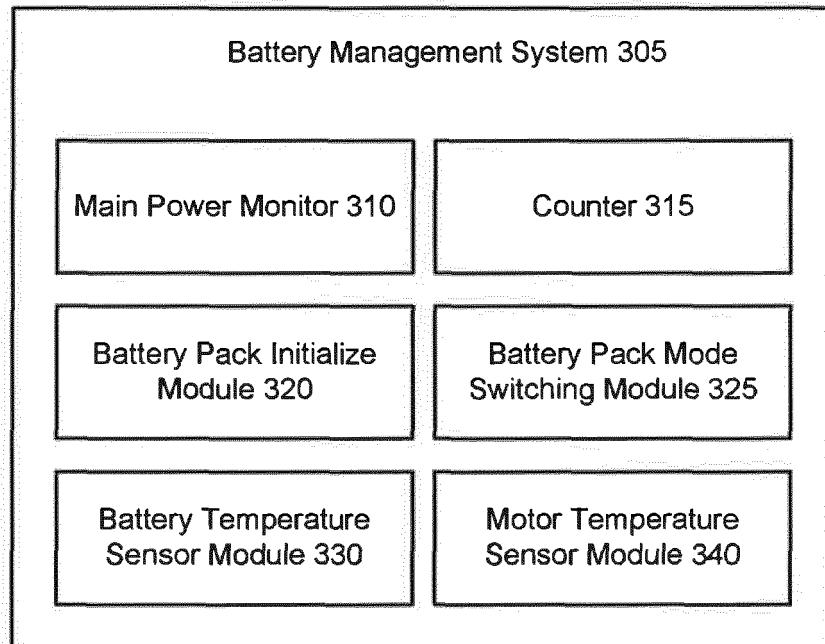 Battery Management System 305
Main Power Monitor 310
Counter 315
Battery Pack Initialize
Module 320
Battery Pack Mode
Switching Module 325
Battery Temperature
Sensor Module 330
Motor Temperature
Sensor Module 340